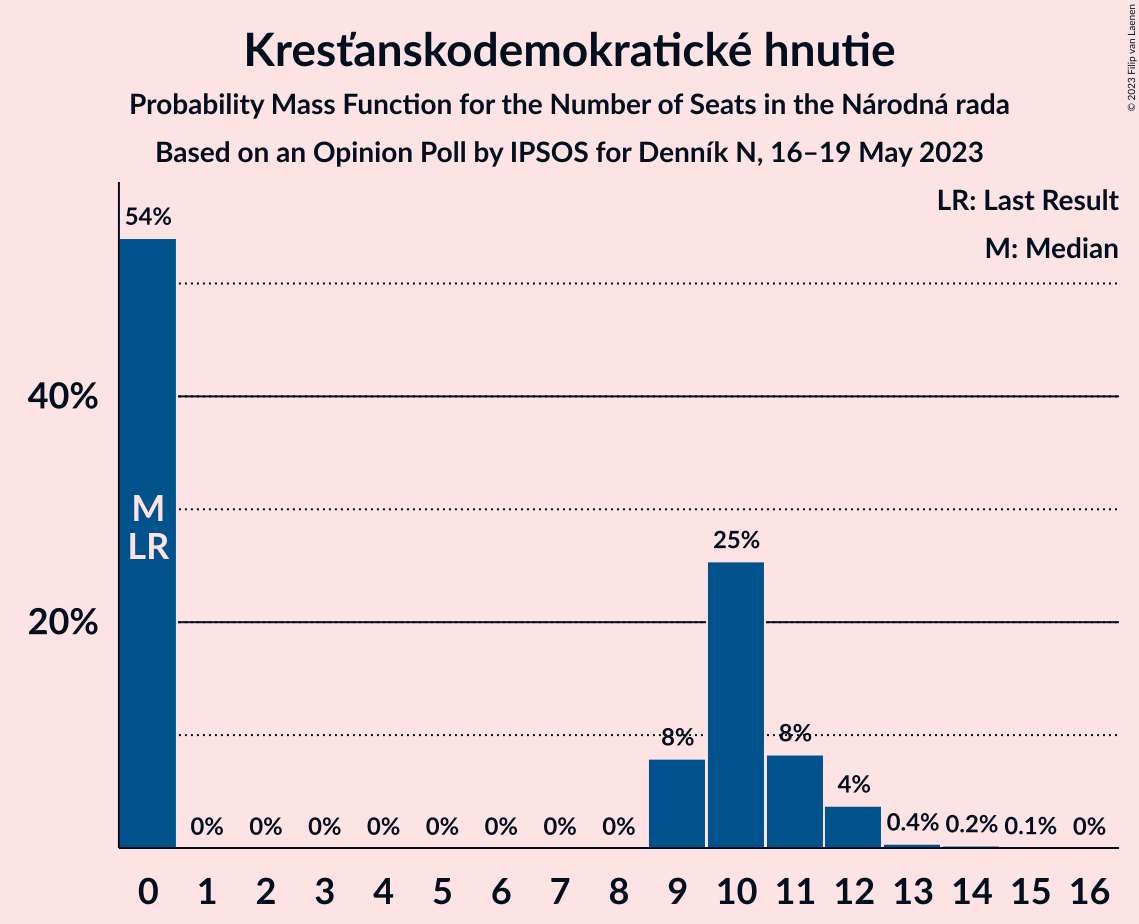 Kresťanskodemokratické hnutie
Probability Mass Function for the Number of Seats in the Národná rada
Based on an Opinion Poll by IPSOS for Denník N, 16–19 May 2023
© 2023 Filip van Laenen
LR: Last Result
M: Median
54%
40%
M
LR
25%
20%
8%
8%
4%
0% 0% 0% 0% 0% 0% 0% 0% 0.4% 0.2% 0.1% 0%
0 1 2 3 4 5 6 7 8 9 10 11 12 13 14 15 16